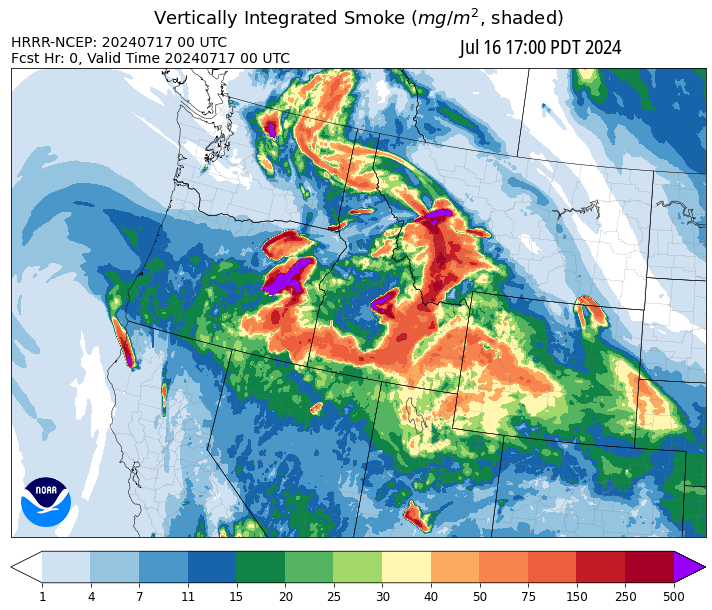 Vertically Integrated Smoke (mg/m², shaded)
HRRR-NCEP: 20240717 00 UTC
Fcst Hr: 0, Valid Time 20240717 00 UTC
Jul 16 17:00 PDT 2024
NOAA
1 4 7 11 15 20 25 30 40 50 75 150 250 500